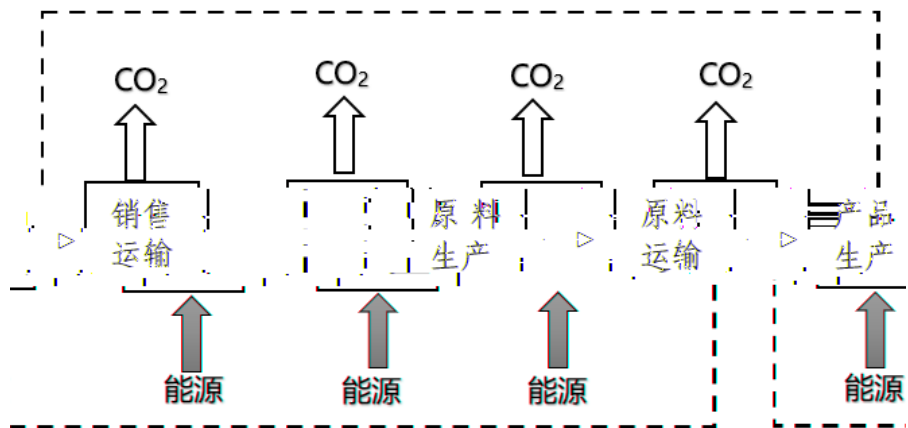 CO₂ CO₂ CO₂ CO₂
销售 原料 原料 产品
运输 生产 运输 生产
能源 能源 能源 能源